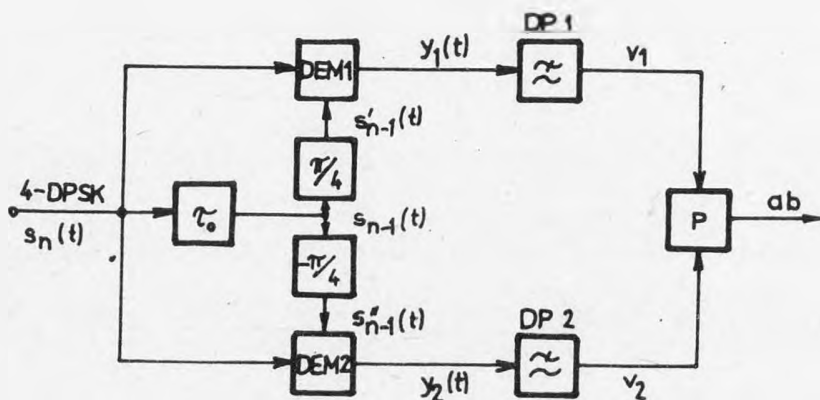 DP 1
DEM1
y₁(t)
≈
v1
s'ₙ₋₁(t)
π/4
4-DPSK
sₙ(t)
τ₀
sₙ₋₁(t)
P
ab
-π/4
s"ₙ₋₁(t)
DP 2
DEM2
y₂(t)
≈
v₂